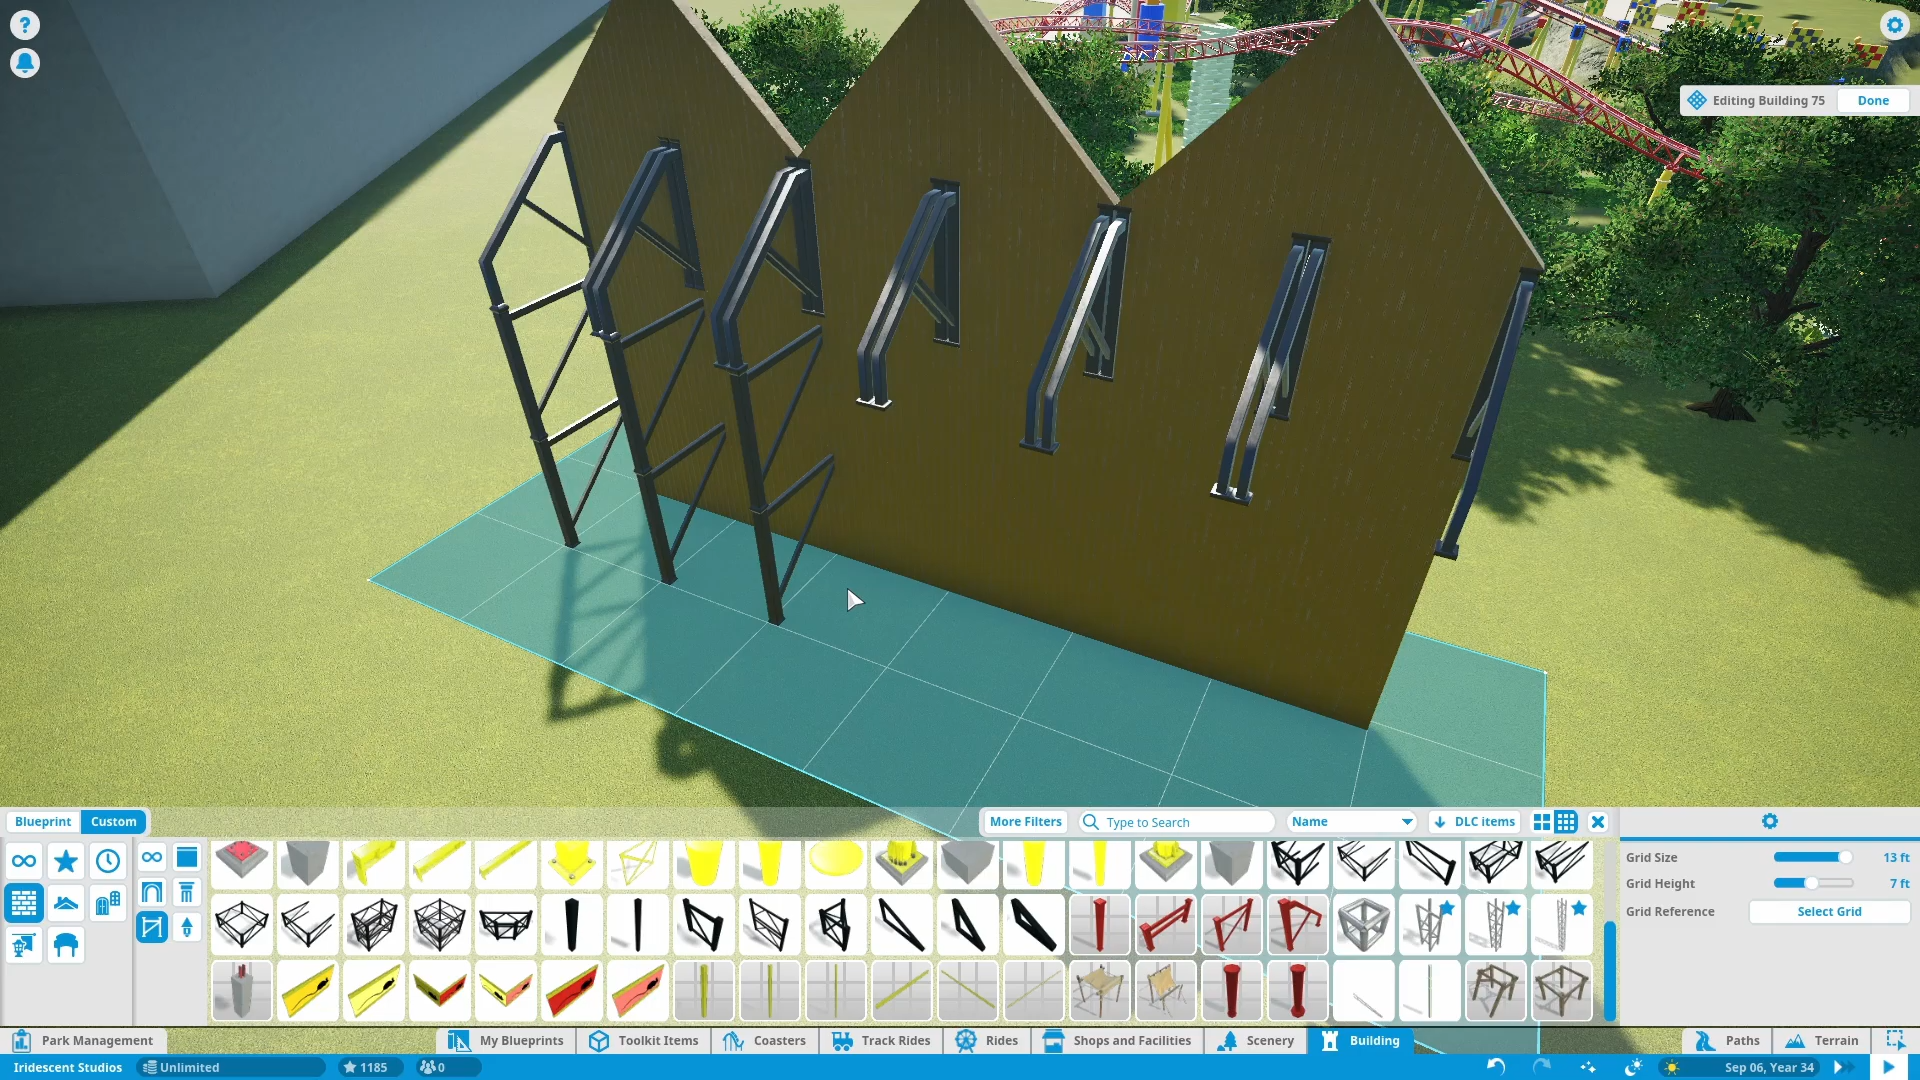 ?
Editing Building 75 Done
Blueprint Custom
More Filters Type to Search Name DLC items
Grid Size 13 ft
Grid Height 7 ft
Grid Reference Select Grid
Park Management My Blueprints Toolkit Items Coasters Track Rides Rides Shops and Facilities Scenery Building Paths Terrain
Iridescent Studios Unlimited 1185 0 Sep 06, Year 34